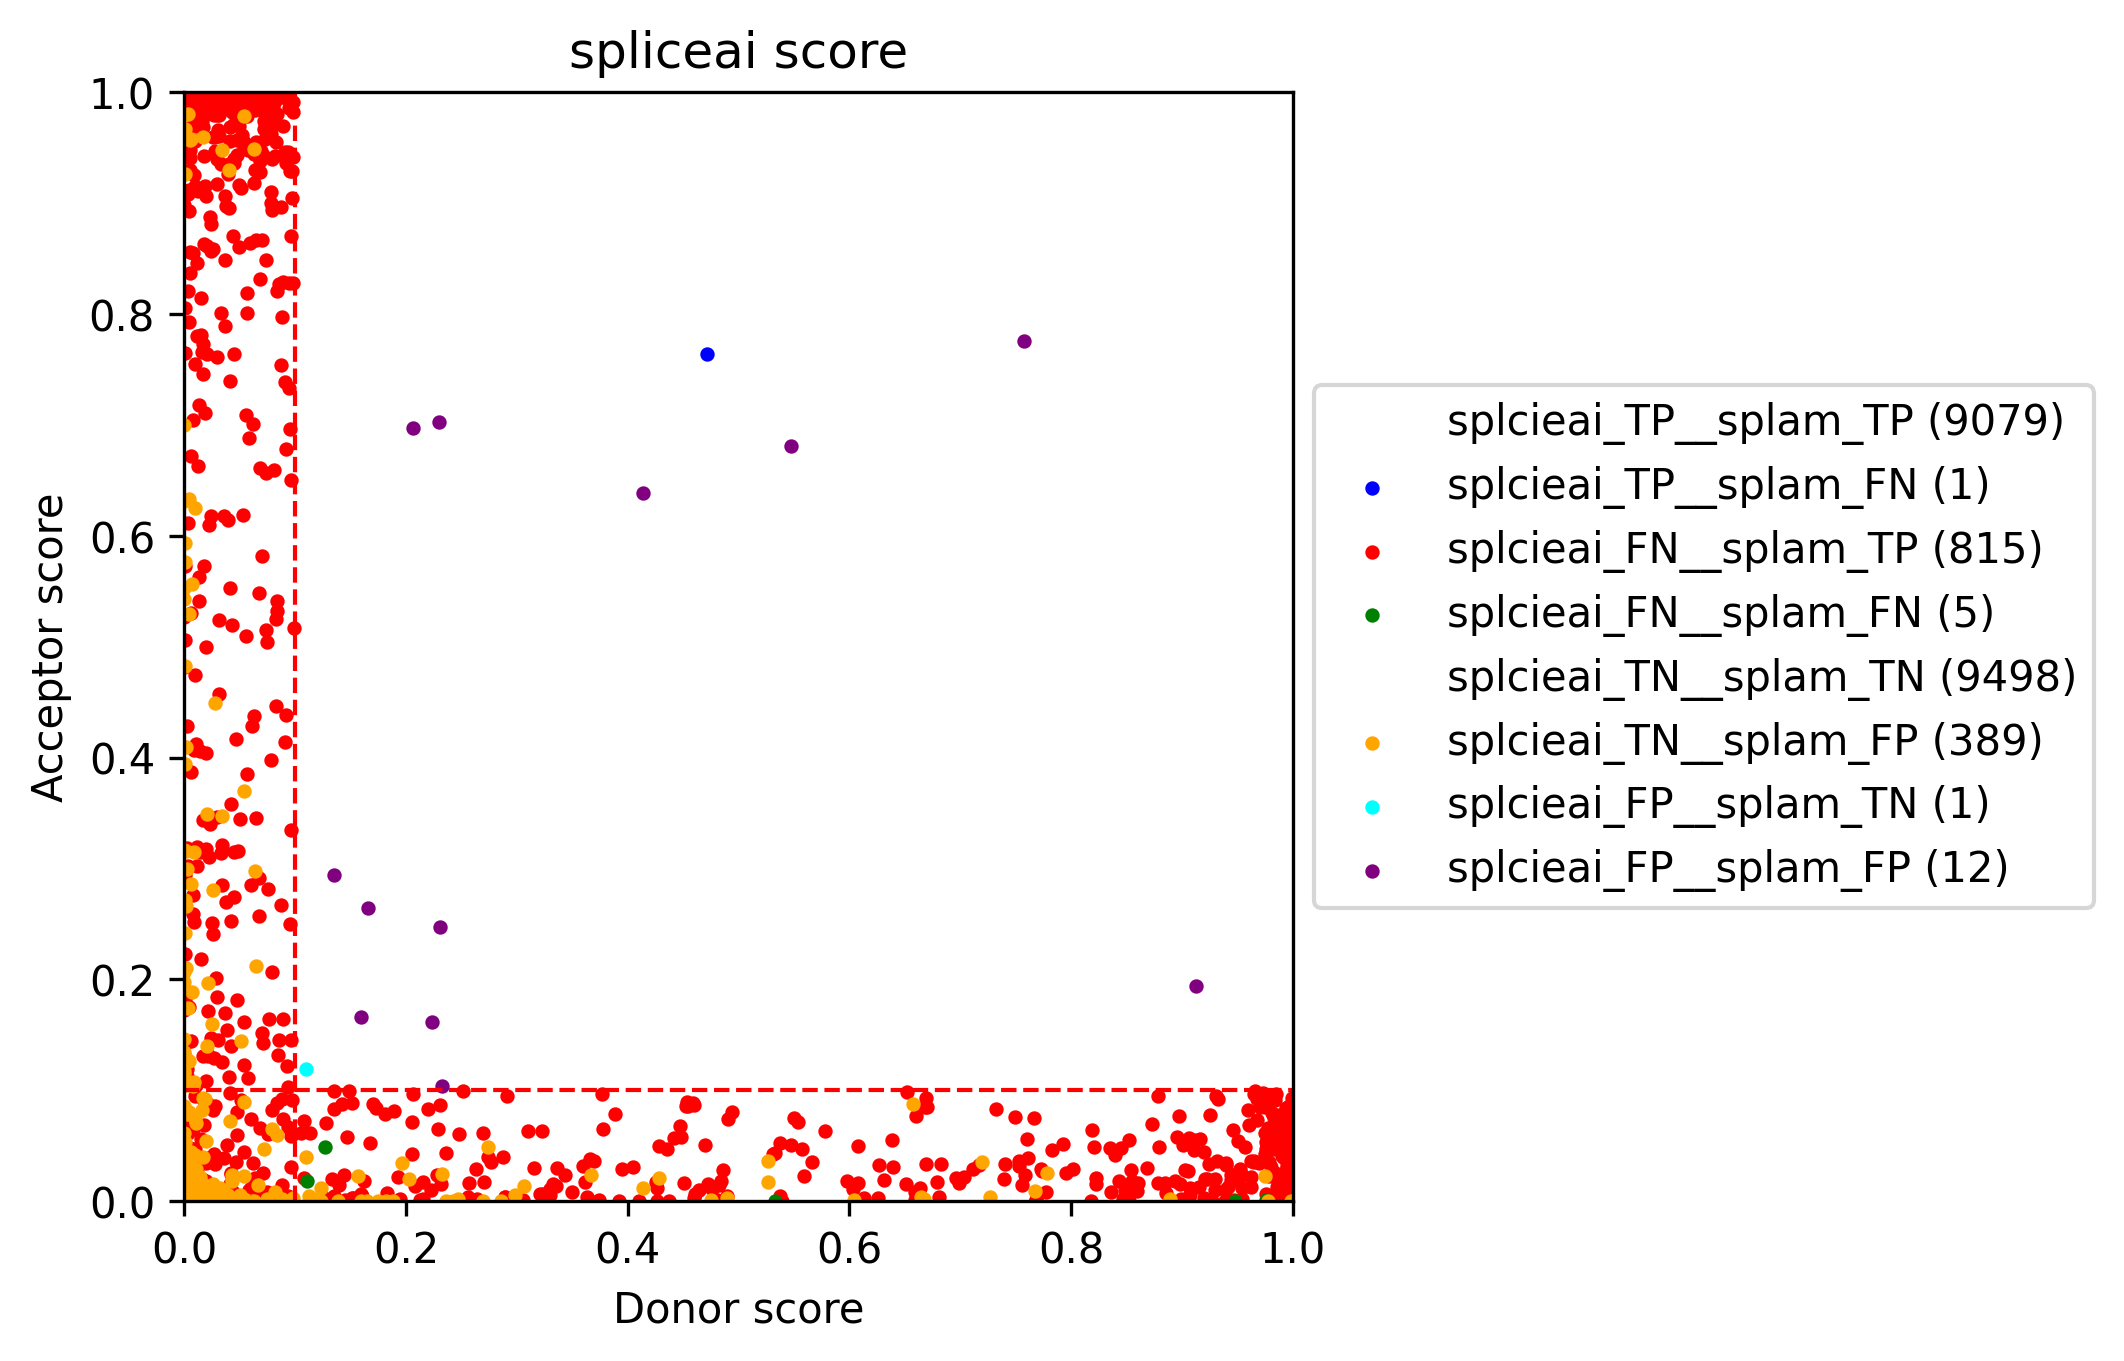 spliceai score
1.0
0.8
0.6
0.4
0.2
0.0
Acceptor score
0.0 0.2 0.4 0.6 0.8 1.0
Donor score
splcieai_TP__splam_TP (9079)
splcieai_TP__splam_FN (1)
splcieai_FN__splam_TP (815)
splcieai_FN__splam_FN (5)
splcieai_TN__splam_TN (9498)
splcieai_TN__splam_FP (389)
splcieai_FP__splam_TN (1)
splcieai_FP__splam_FP (12)